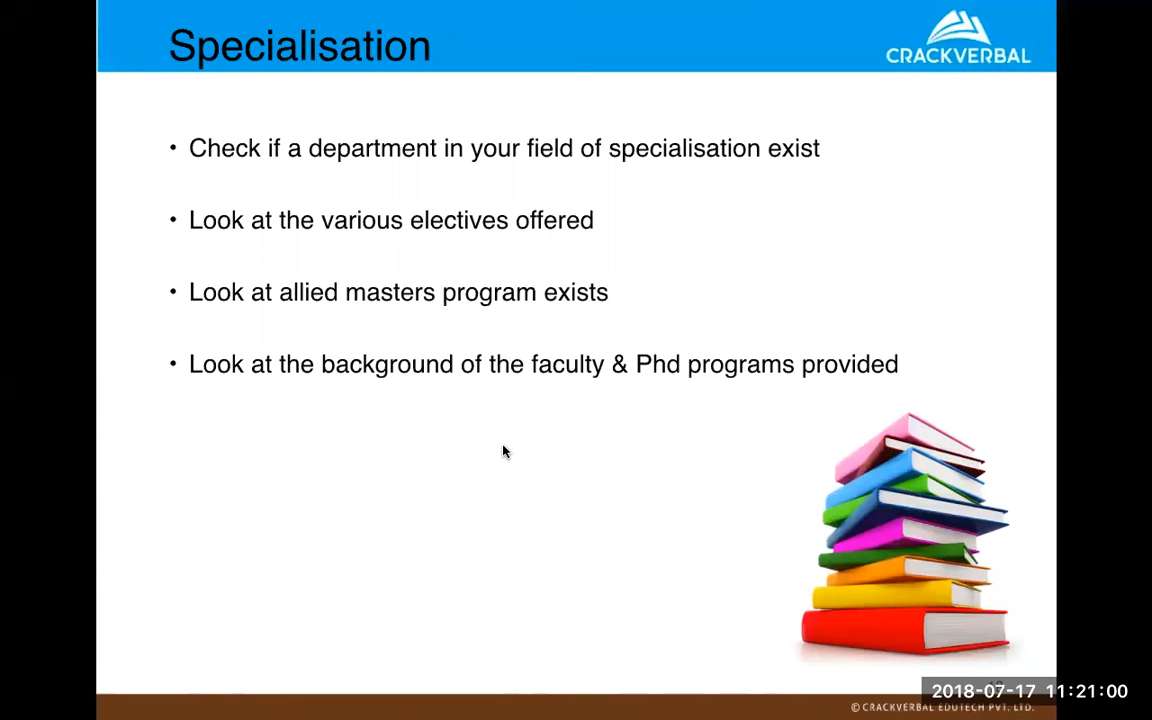 Specialisation
CRACKVERBAL
• Check if a department in your field of specialisation exist
• Look at the various electives offered
• Look at allied masters program exists
• Look at the background of the faculty & Phd programs provided
2018-07-17 11:21:00
© CRACKVERBAL EDUTECH PVT. LTD.